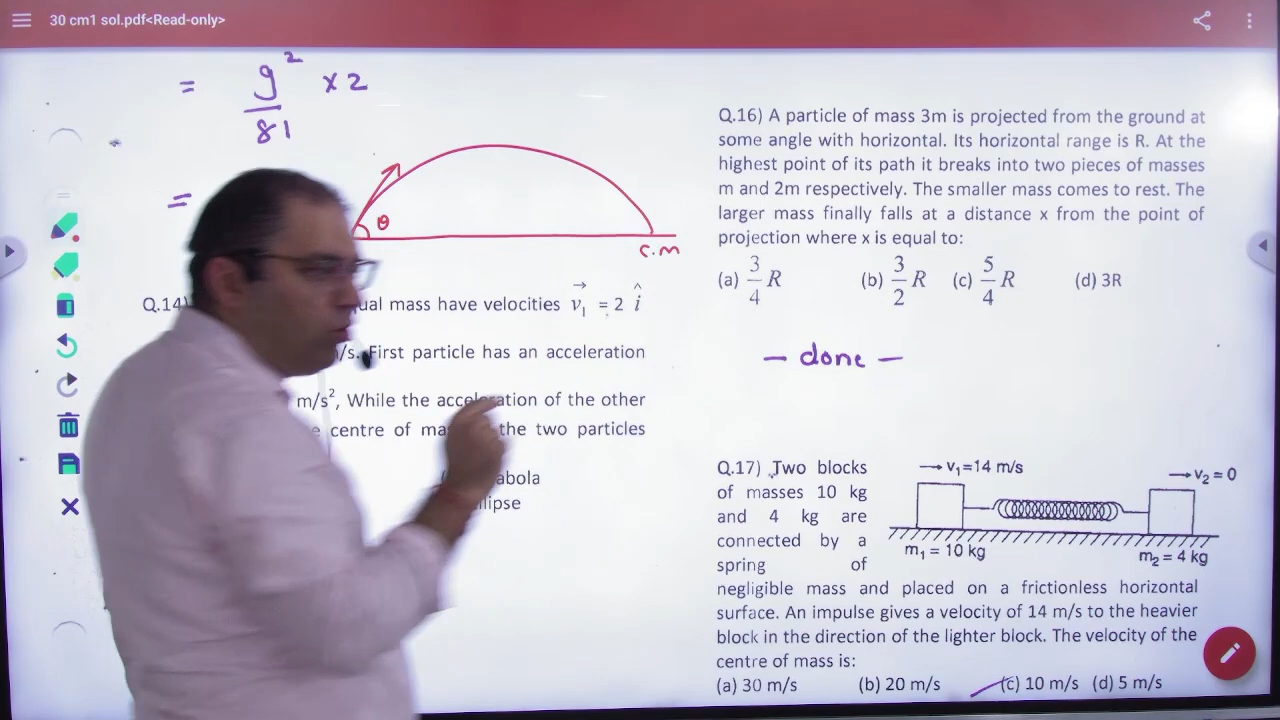 30 cm1 sol.pdf<Read-only>
= g² / 81 × 2
=
θ
C.M
Q.14) ual mass have velocities v₁ = 2 î
/s. First particle has an acceleration
m/s², While the acceleration of the other
centre of ma the two particles
abola
lipse
Q.16) A particle of mass 3m is projected from the ground at
some angle with horizontal. Its horizontal range is R. At the
highest point of its path it breaks into two pieces of masses
m and 2m respectively. The smaller mass comes to rest. The
larger mass finally falls at a distance x from the point of
projection where x is equal to:
(a) 3/4 R (b) 3/2 R (c) 5/4 R (d) 3R
— done —
Q.17) Two blocks
of masses 10 kg
and 4 kg are
connected by a
spring of
negligible mass and placed on a frictionless horizontal
surface. An impulse gives a velocity of 14 m/s to the heavier
block in the direction of the lighter block. The velocity of the
centre of mass is:
(a) 30 m/s (b) 20 m/s (c) 10 m/s (d) 5 m/s
→ v₁=14 m/s
→ v₂ = 0
m₁ = 10 kg
m₂ = 4 kg